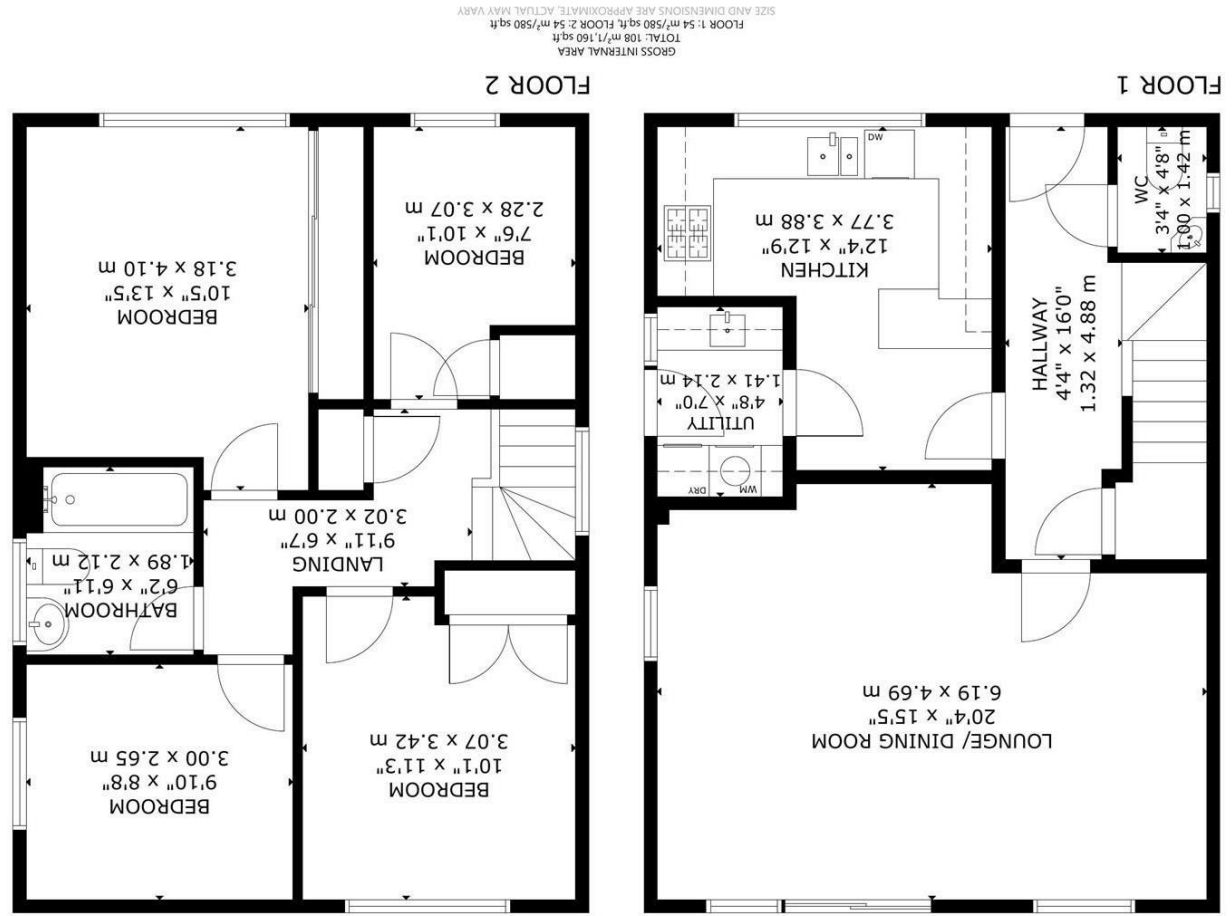 FLOOR 1
WC
3'4" x 4'8"
1.00 x 1.42 m
HALLWAY
4'4" x 16'0"
1.32 x 4.88 m
KITCHEN
12'4" x 12'9"
3.77 x 3.88 m
DW
UTILITY
4'8" x 7'0"
1.41 x 2.14 m
WM
DRY
LOUNGE/ DINING ROOM
20'4" x 15'5"
6.19 x 4.69 m
FLOOR 2
BEDROOM
10'1" x 11'3"
3.07 x 3.42 m
BEDROOM
9'10" x 8'8"
3.00 x 2.65 m
LANDING
9'11" x 6'7"
3.02 x 2.00 m
BATHROOM
6'2" x 6'11"
1.89 x 2.12 m
BEDROOM
7'6" x 10'1"
2.28 x 3.07 m
BEDROOM
10'5" x 13'5"
3.18 x 4.10 m
GROSS INTERNAL AREA
TOTAL: 108 m²/1,160 sq.ft
FLOOR 1: 54 m²/580 sq.ft, FLOOR 2: 54 m²/580 sq.ft
SIZE AND DIMENSIONS ARE APPROXIMATE, ACTUAL MAY VARY